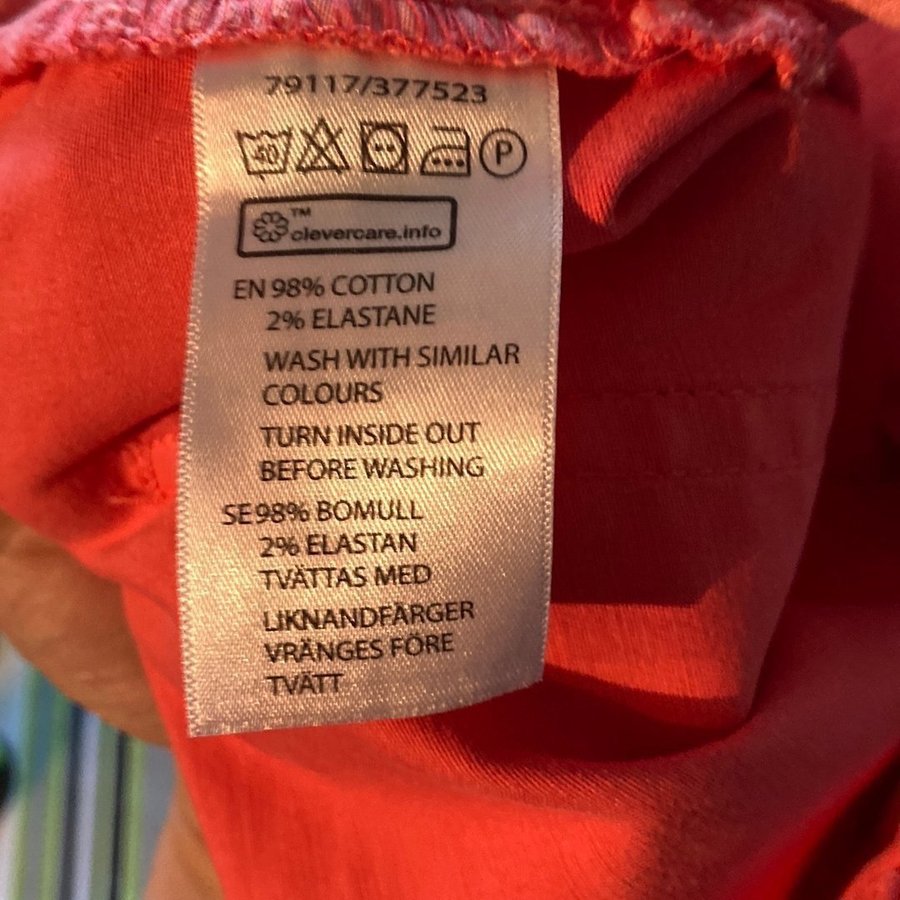 79117/377523
40 P
™ clevercare.info
EN 98% COTTON
2% ELASTANE
WASH WITH SIMILAR
COLOURS
TURN INSIDE OUT
BEFORE WASHING
SE98% BOMULL
2% ELASTAN
TVÄTTAS MED
LIKNANDFÄRGER
VRÄNGES FÖRE
TVÄTT